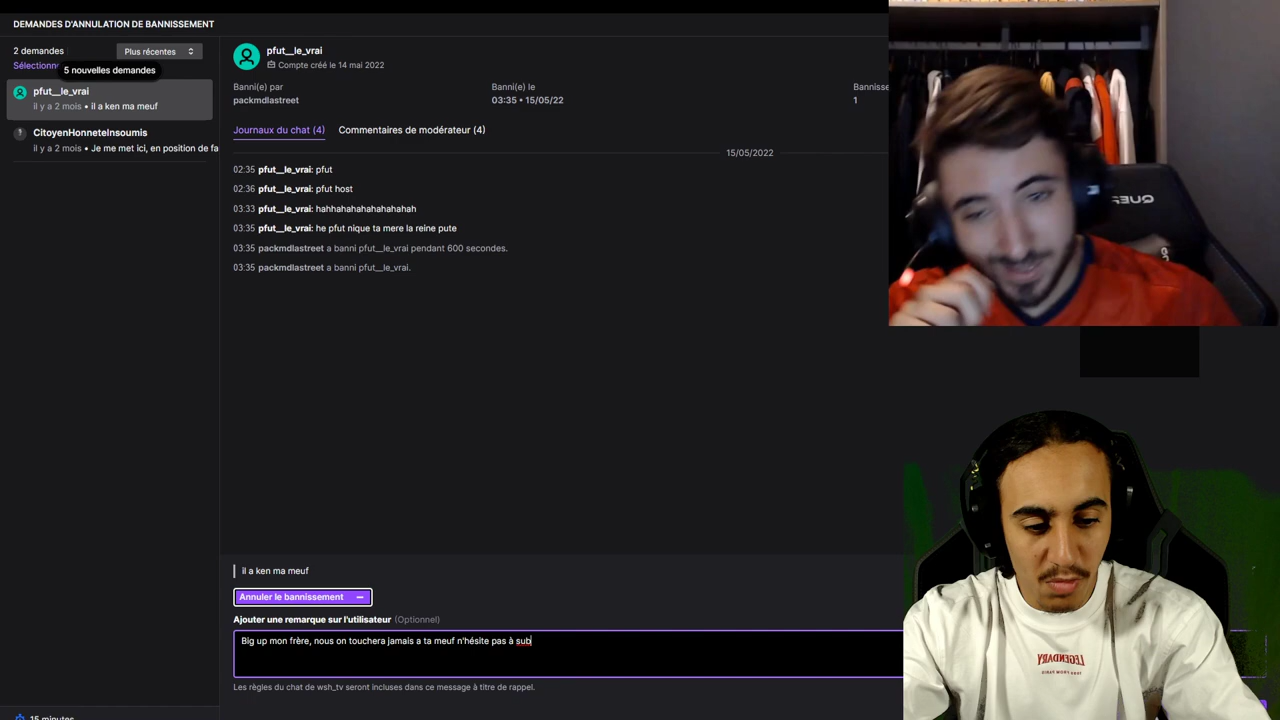 DEMANDES D'ANNULATION DE BANNISSEMENT
2 demandes
Plus récentes
Sélectionn
5 nouvelles demandes
pfut__le_vrai
il y a 2 mois • il a ken ma meuf
CitoyenHonneteInsoumis
il y a 2 mois • Je me met ici, en position de fa
15 minutes
pfut__le_vrai
Compte créé le 14 mai 2022
Banni(e) par
packmdlastreet
Banni(e) le
03:35 • 15/05/22
Bannisse
1
Journaux du chat (4)
Commentaires de modérateur (4)
15/05/2022
02:35 pfut__le_vrai: pfut
02:36 pfut__le_vrai: pfut host
03:33 pfut__le_vrai: hahhahahahahahahahah
03:35 pfut__le_vrai: he pfut nique ta mere la reine pute
03:35 packmdlastreet a banni pfut__le_vrai pendant 600 secondes.
03:35 packmdlastreet a banni pfut__le_vrai.
il a ken ma meuf
Annuler le bannissement
Ajouter une remarque sur l'utilisateur (Optionnel)
Big up mon frère, nous on touchera jamais a ta meuf n'hésite pas à sub
Les règles du chat de wsh_tv seront incluses dans ce message à titre de rappel.
LEGENDARY